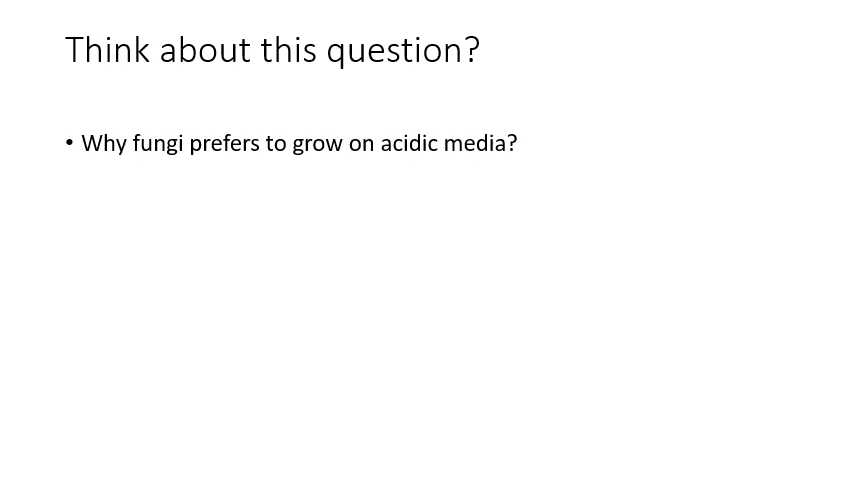 Think about this question?
• Why fungi prefers to grow on acidic media?